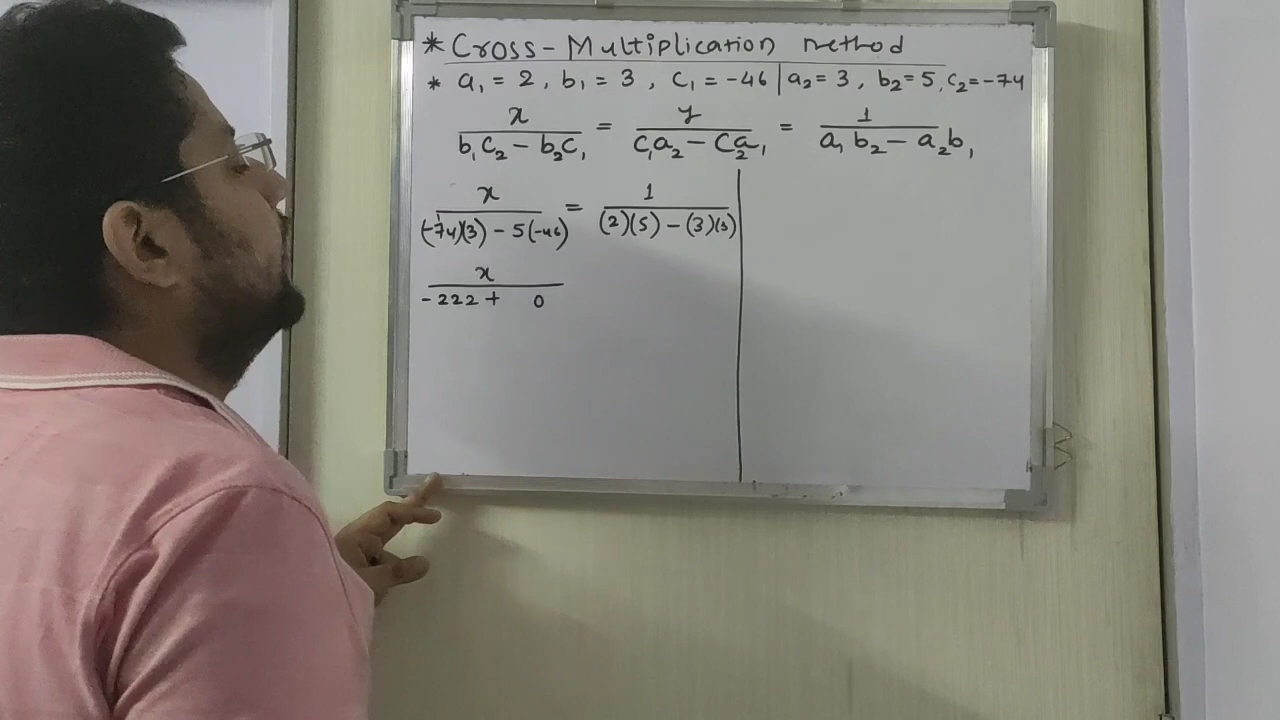 * Cross-Multiplication method
* a₁ = 2, b₁ = 3, c₁ = -46 | a₂ = 3, b₂ = 5, c₂ = -74
x/(b₁c₂ - b₂c₁) = y/(c₁a₂ - c a₂₁) = 1/(a₁b₂ - a₂b₁)
x/((-74)(3) - 5(-46)) = 1/((2)(5) - (3)(3))
x/(-222 + 0)